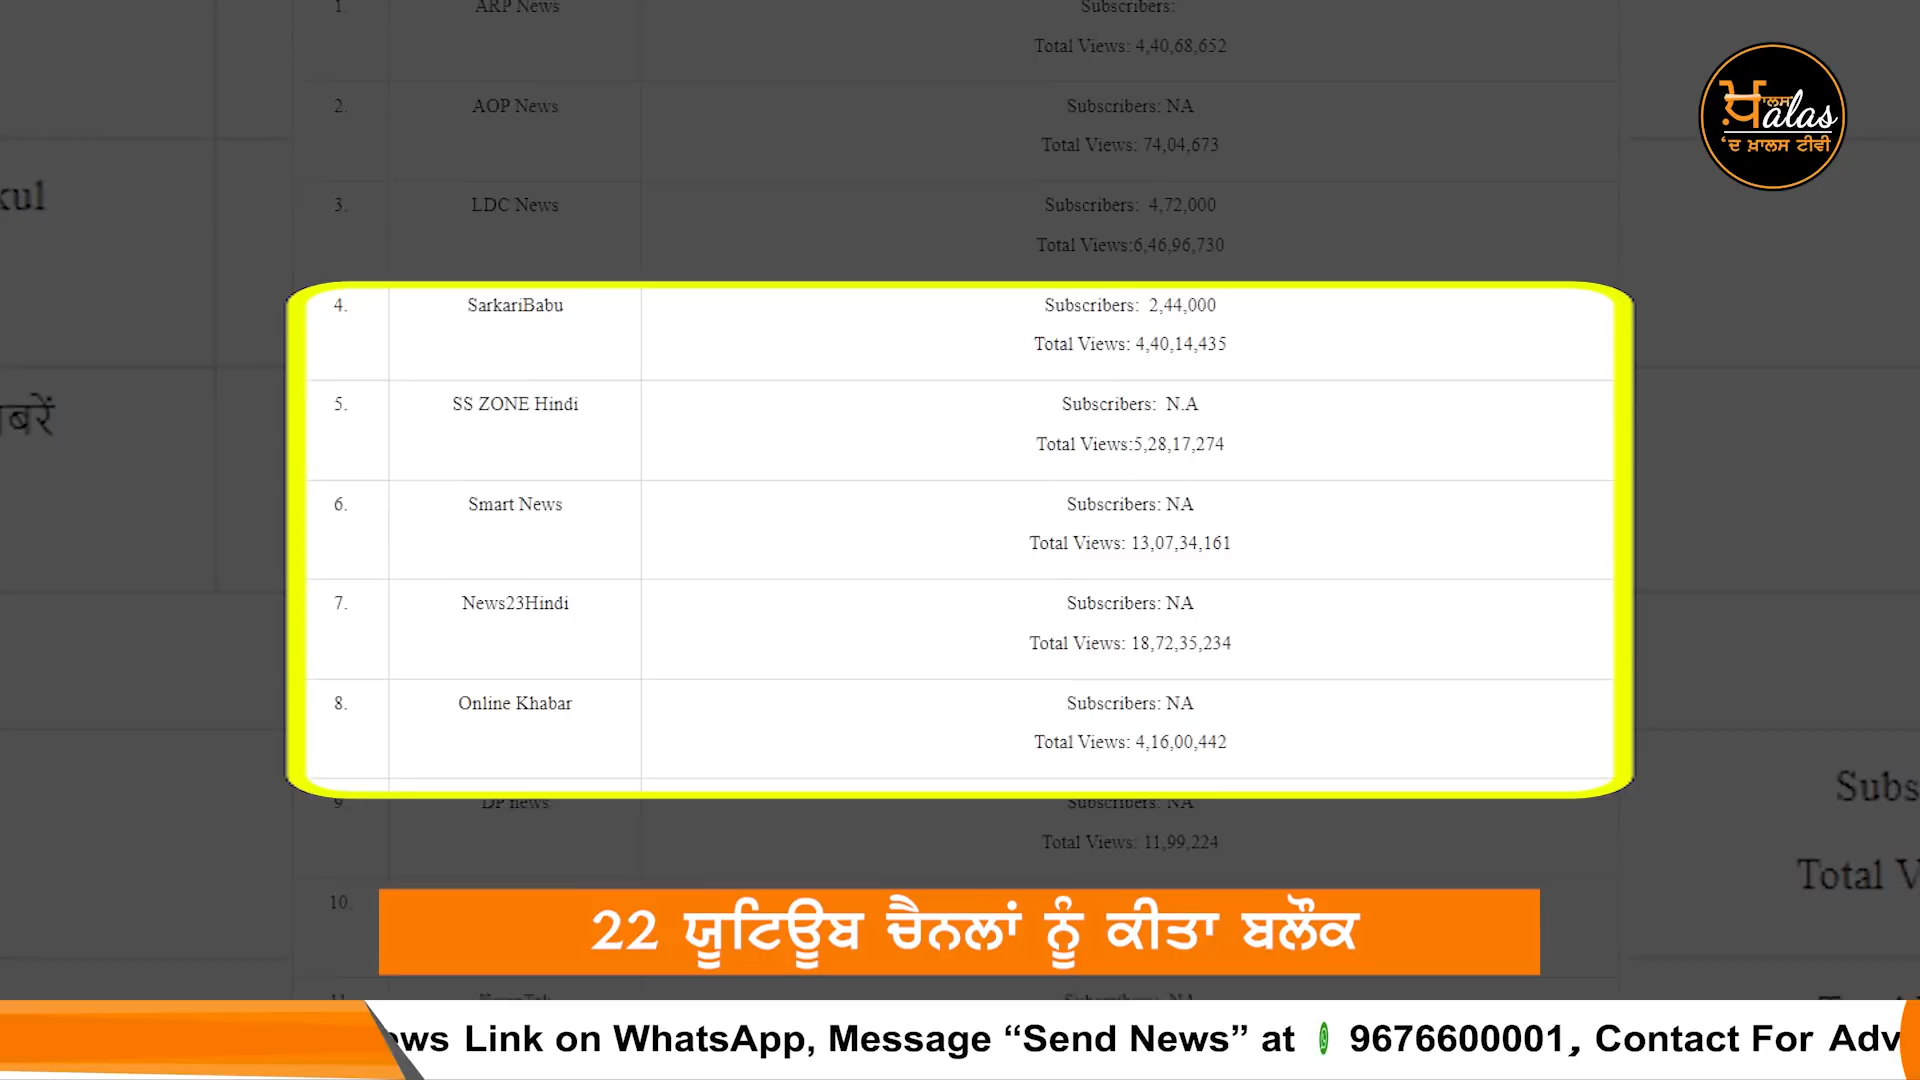 1. ARP News Subscribers:
Total Views: 4,40,68,652
2. AOP News Subscribers: NA
Total Views: 74,04,673
3. LDC News Subscribers: 4,72,000
Total Views:6,46,96,730
4. SarkariBabu Subscribers: 2,44,000
Total Views: 4,40,14,435
5. SS ZONE Hindi Subscribers: N.A
Total Views:5,28,17,274
6. Smart News Subscribers: NA
Total Views: 13,07,34,161
7. News23Hindi Subscribers: NA
Total Views: 18,72,35,234
8. Online Khabar Subscribers: NA
Total Views: 4,16,00,442
9 DP news Subscribers: NA
Total Views: 11,99,224
10.
ਖ਼ਾਲਸ alas
'ਦ ਖ਼ਾਲਸ ਟੀਵੀ
kul
बरें
Subs
Total V
22 ਯੂਟਿਊਬ ਚੈਨਲਾਂ ਨੂੰ ਕੀਤਾ ਬਲੌਕ
ews Link on WhatsApp, Message “Send News” at 9676600001, Contact For Adv